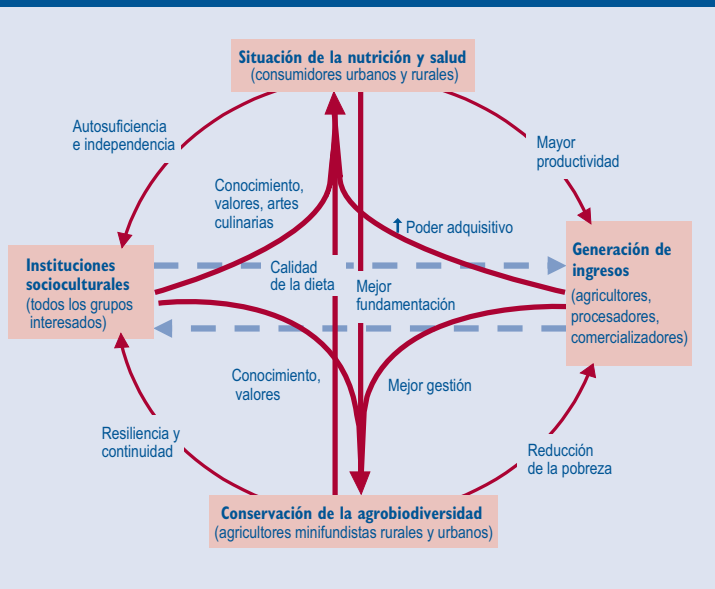 Situación de la nutrición y salud
(consumidores urbanos y rurales)
Autosuficiencia
e independencia
Mayor
productividad
Conocimiento,
valores, artes
culinarias
↑ Poder adquisitivo
Instituciones
socioculturales
(todos los grupos
interesados)
Calidad
de la dieta
Mejor
fundamentación
Generación de
ingresos
(agricultores,
procesadores,
comercializadores)
Conocimiento,
valores
Mejor gestión
Resiliencia y
continuidad
Reducción
de la pobreza
Conservación de la agrobiodiversidad
(agricultores minifundistas rurales y urbanos)